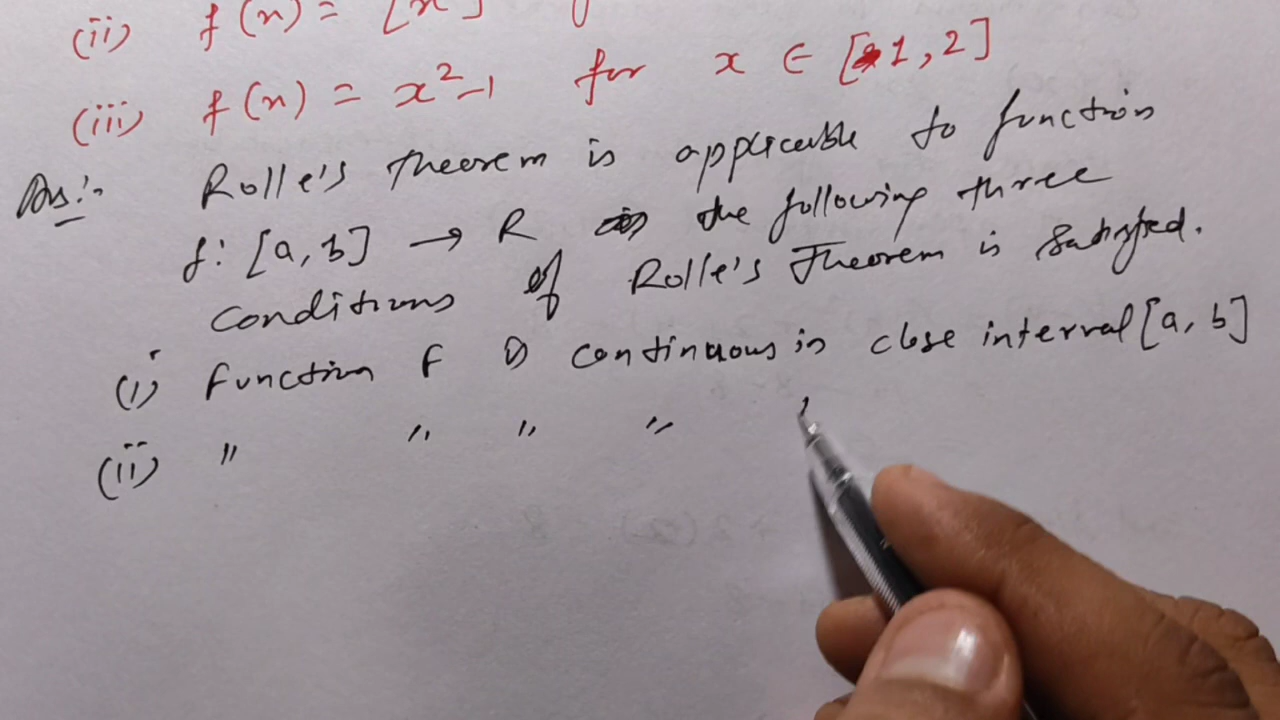 (ii) f(x) = [x] f
(iii) f(x) = x²-1 for x ∈ [1, 2]
Ans:- Rolle's theorem is applicable to function
f: [a, b] → R the following three
conditions of Rolle's Theorem is satisfied.
(i) Function F is continuous in close interval [a, b]
(ii) " " " "